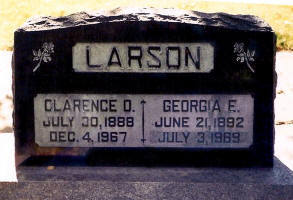 LARSON
CLARENCE O.
JULY 30, 1888
DEC. 4, 1967
GEORGIA E.
JUNE 21, 1892
JULY 3, 1969